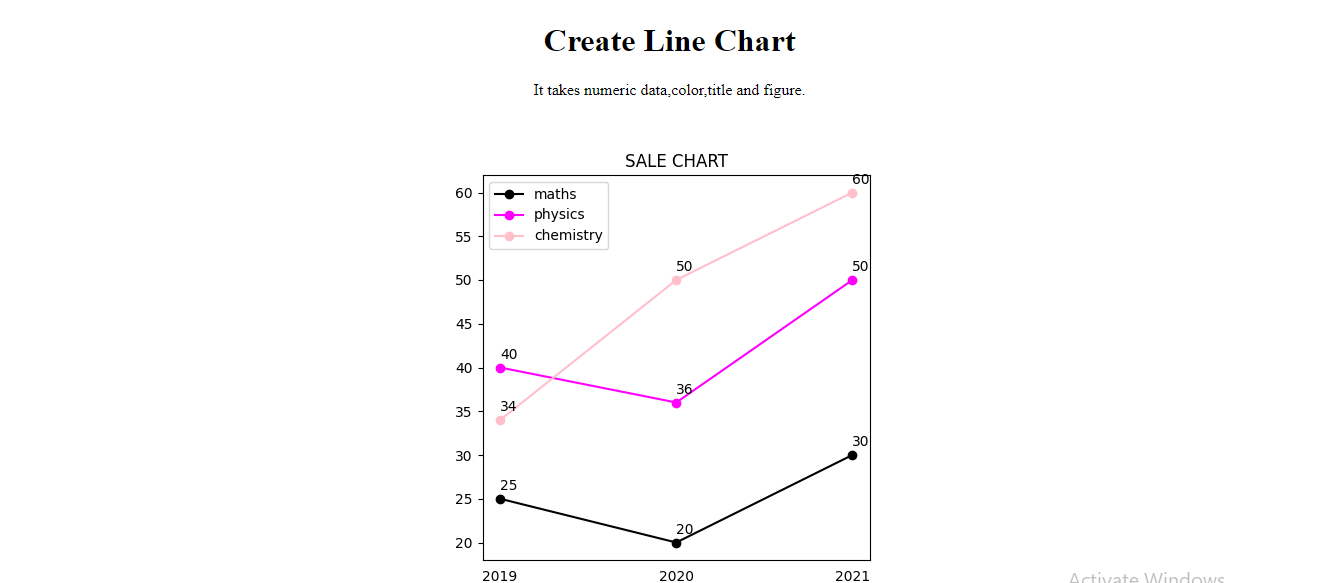 Create Line Chart
It takes numeric data,color,title and figure.
SALE CHART
maths
physics
chemistry
60
55
50
45
40
35
30
25
20
60
50
50
40
36
34
30
25
20
2019 2020 2021
Activate Windows